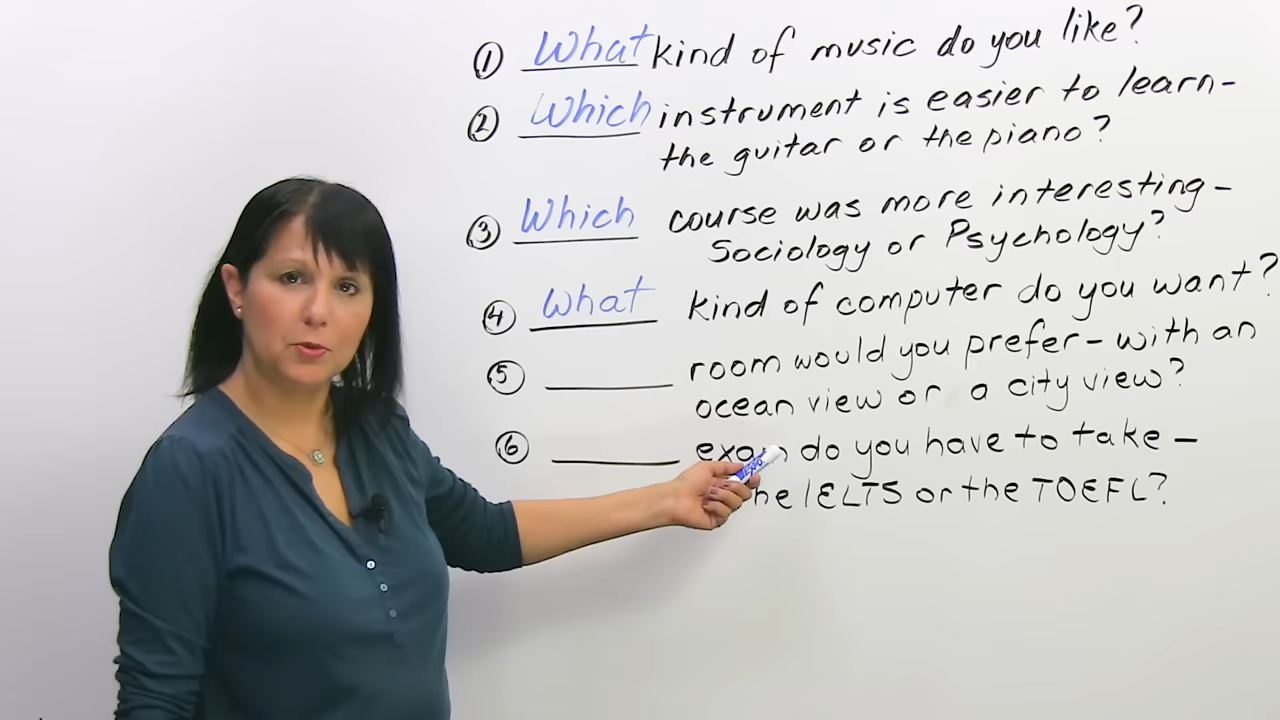 ① What kind of music do you like?
② Which instrument is easier to learn-
the guitar or the piano?
③ Which course was more interesting-
Sociology or Psychology?
④ What kind of computer do you want?
⑤ room would you prefer- with an
ocean view or a city view?
⑥ do you have to take -
IELTS or the TOEFL?
EXPO